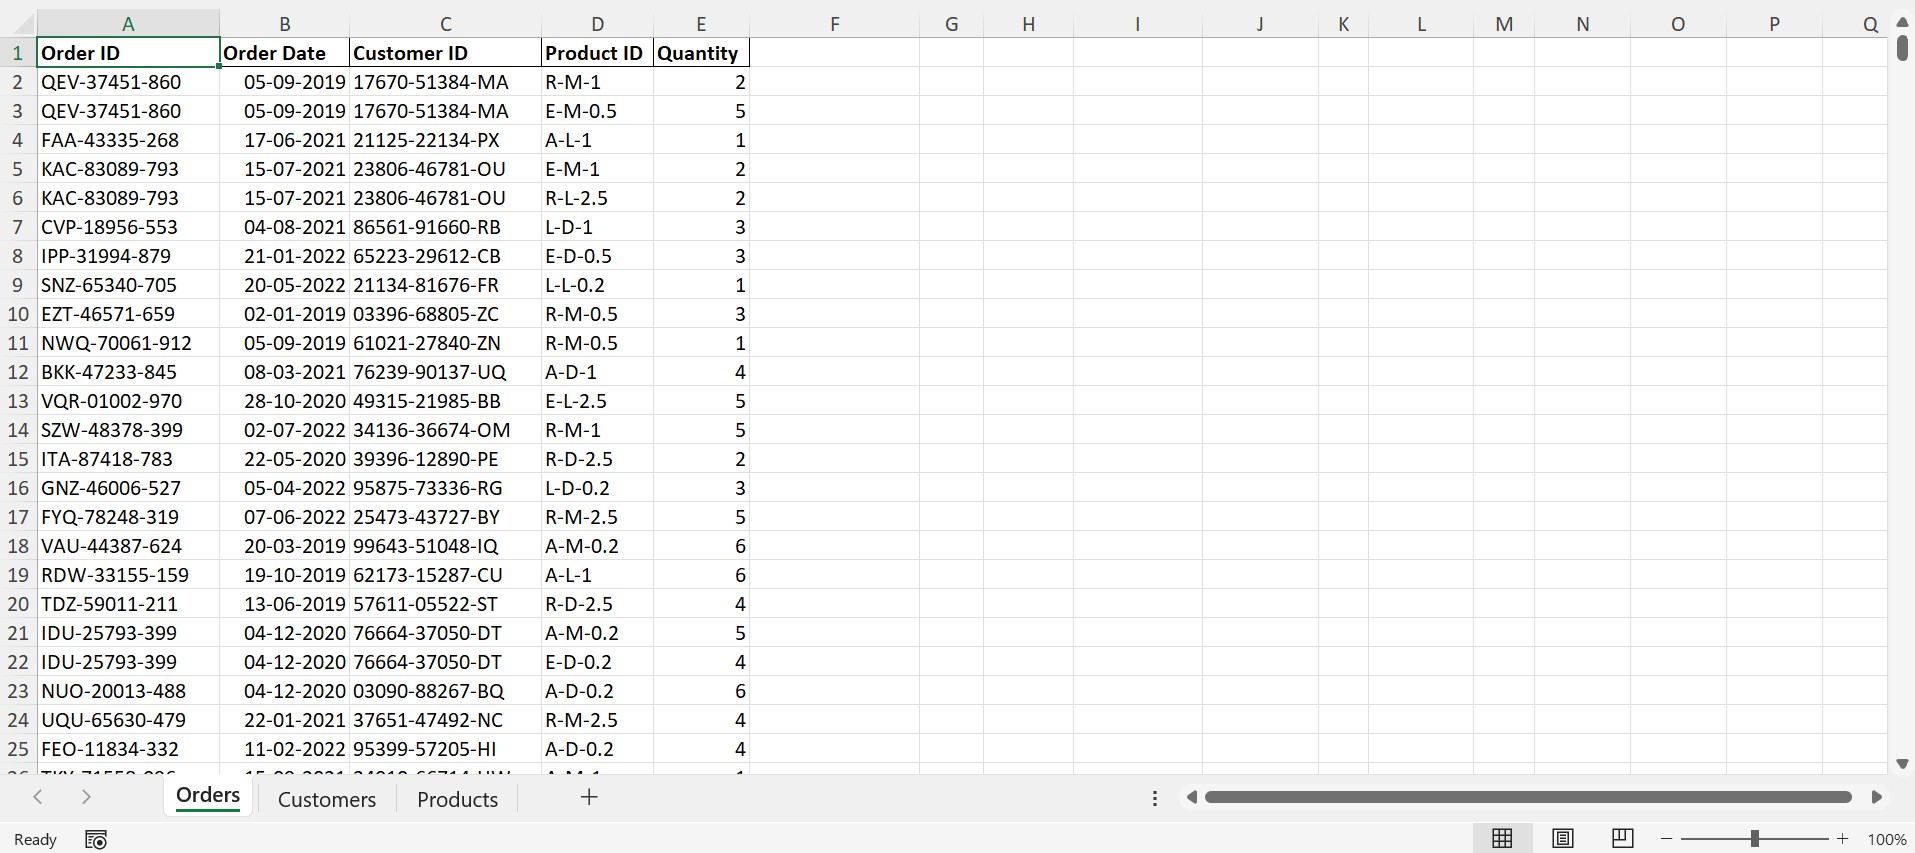 A B C D E F G H I J K L M N O P Q
1 Order ID Order Date Customer ID Product ID Quantity
2 QEV-37451-860 05-09-2019 17670-51384-MA R-M-1 2
3 QEV-37451-860 05-09-2019 17670-51384-MA E-M-0.5 5
4 FAA-43335-268 17-06-2021 21125-22134-PX A-L-1 1
5 KAC-83089-793 15-07-2021 23806-46781-OU E-M-1 2
6 KAC-83089-793 15-07-2021 23806-46781-OU R-L-2.5 2
7 CVP-18956-553 04-08-2021 86561-91660-RB L-D-1 3
8 IPP-31994-879 21-01-2022 65223-29612-CB E-D-0.5 3
9 SNZ-65340-705 20-05-2022 21134-81676-FR L-L-0.2 1
10 EZT-46571-659 02-01-2019 03396-68805-ZC R-M-0.5 3
11 NWQ-70061-912 05-09-2019 61021-27840-ZN R-M-0.5 1
12 BKK-47233-845 08-03-2021 76239-90137-UQ A-D-1 4
13 VQR-01002-970 28-10-2020 49315-21985-BB E-L-2.5 5
14 SZW-48378-399 02-07-2022 34136-36674-OM R-M-1 5
15 ITA-87418-783 22-05-2020 39396-12890-PE R-D-2.5 2
16 GNZ-46006-527 05-04-2022 95875-73336-RG L-D-0.2 3
17 FYQ-78248-319 07-06-2022 25473-43727-BY R-M-2.5 5
18 VAU-44387-624 20-03-2019 99643-51048-IQ A-M-0.2 6
19 RDW-33155-159 19-10-2019 62173-15287-CU A-L-1 6
20 TDZ-59011-211 13-06-2019 57611-05522-ST R-D-2.5 4
21 IDU-25793-399 04-12-2020 76664-37050-DT A-M-0.2 5
22 IDU-25793-399 04-12-2020 76664-37050-DT E-D-0.2 4
23 NUO-20013-488 04-12-2020 03090-88267-BQ A-D-0.2 6
24 UQU-65630-479 22-01-2021 37651-47492-NC R-M-2.5 4
25 FEO-11834-332 11-02-2022 95399-57205-HI A-D-0.2 4
Orders Customers Products
Ready 100%